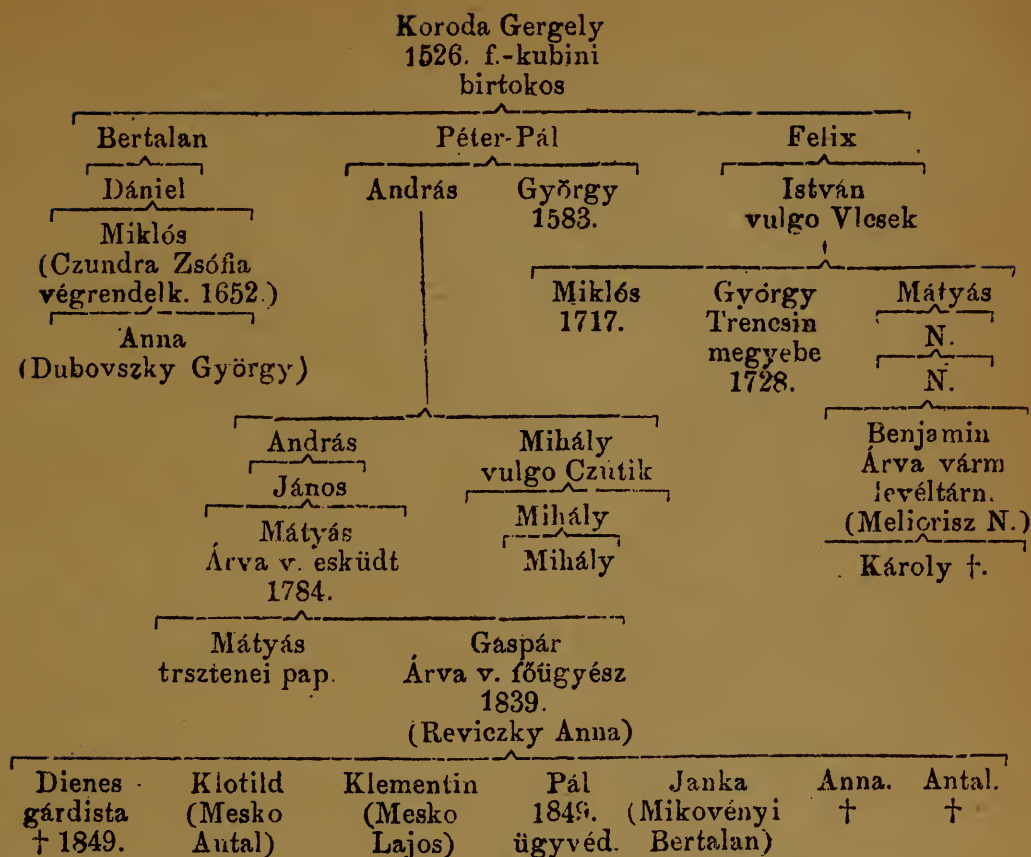 Koroda Gergely
1526. f.-kubini
birtokos
Bertalan Péter-Pál Felix
Dániel András György István
1583. vulgo Vlcsek
Miklós
(Czundra Zsófia
végrendelk. 1652.)
Miklós György Mátyás
1717. Trencsin N.
megyebe
1728. N.
Anna
(Dubovszky György)
András Mihály Benjamin
vulgo Czutik Árva várm
János levéltárn.
Mihály (Meliorisz N.)
Mátyás
Árva v. esküdt Mihály Károly †.
1784.
Mátyás Gáspár
trsztenei pap. Árva v. főügyész
1839.
(Reviczky Anna)
Dienes Klotild Klementin Pál Janka Anna. Antal.
gárdista (Mesko (Mesko 1849. (Mikovényi † †
† 1849. Antal) Lajos) ügyvéd. Bertalan)